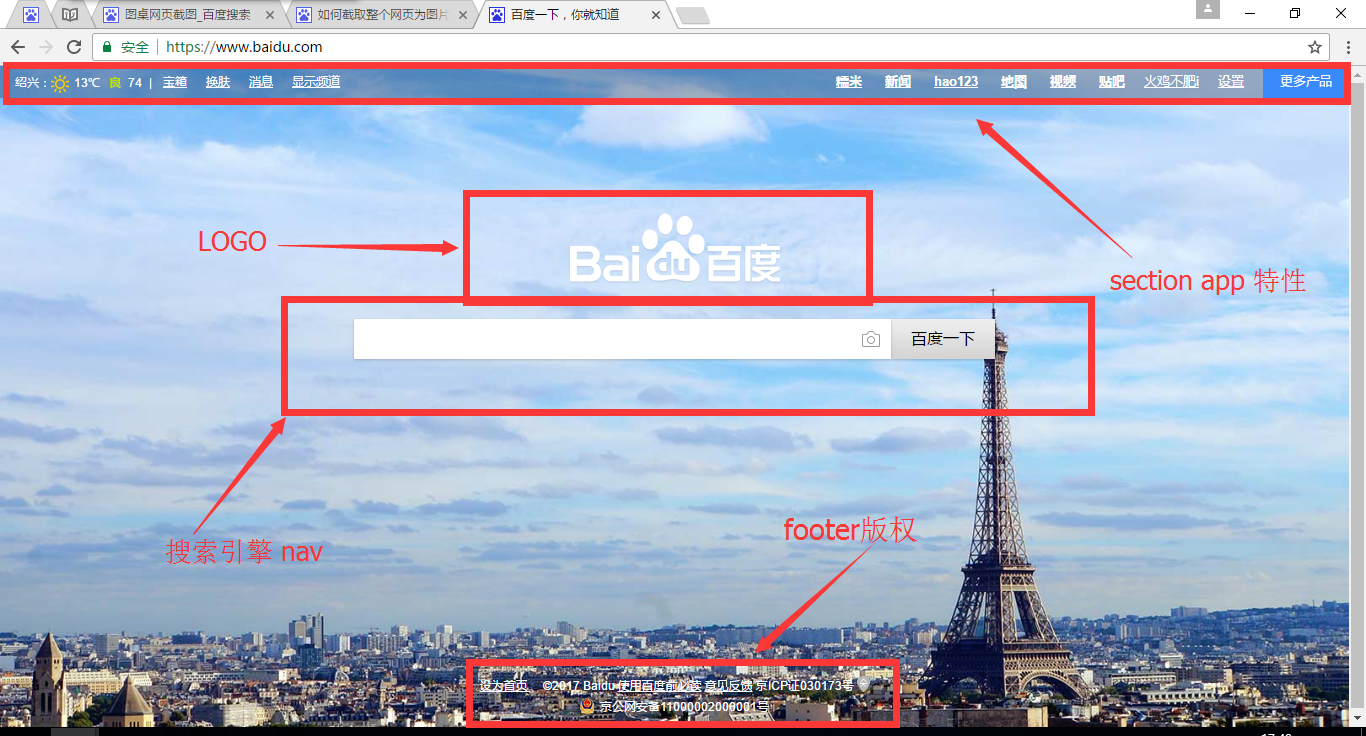 图桌网页截图_百度搜索
如何截取整个网页为图片
百度一下，你就知道
安全 https://www.baidu.com
绍兴： 13℃ 良 74 | 宝箱 换肤 消息 显示频道 糯米 新闻 hao123 地图 视频 贴吧 火鸡不肥i 设置 更多产品
LOGO
Bai du 百度
section app 特性
百度一下
搜索引擎 nav
footer版权
设为首页 ©2017 Baidu 使用百度前必读 意见反馈 京ICP证030173号
京公网安备11000002000001号